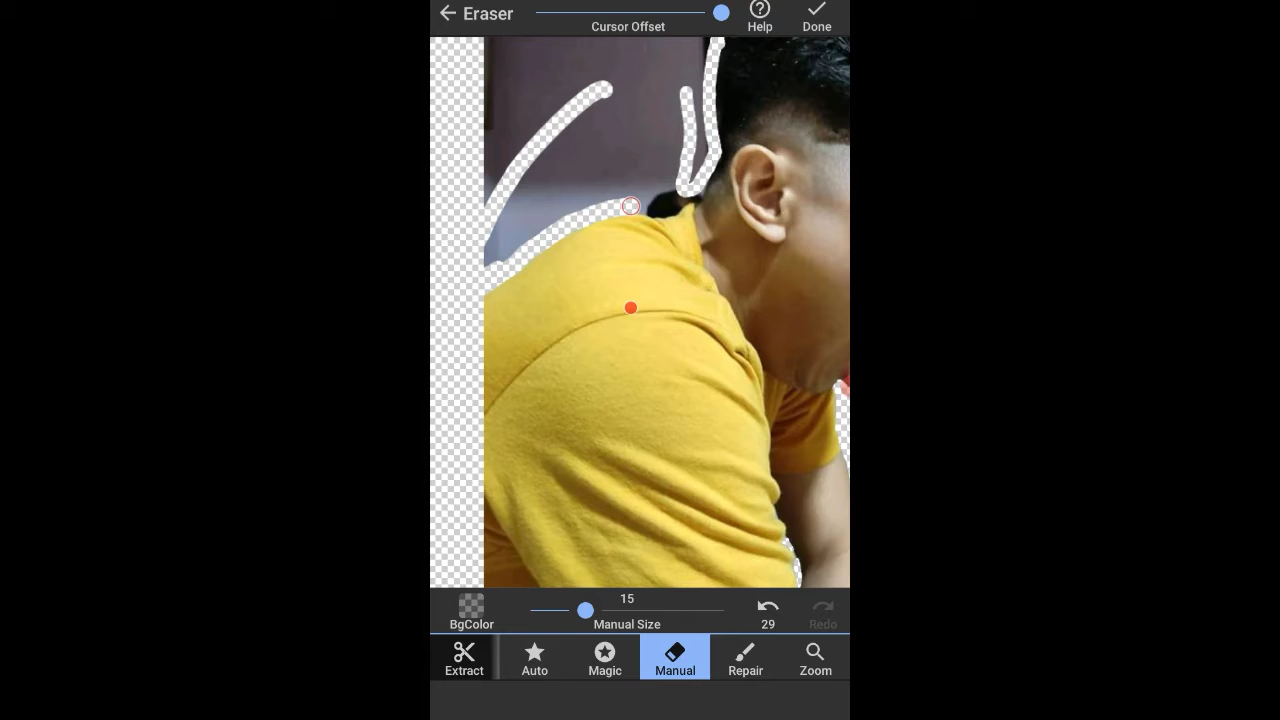 Eraser
Cursor Offset
Help
Done
15
BgColor
Manual Size
29
Redo
Extract
Auto
Magic
Manual
Repair
Zoom